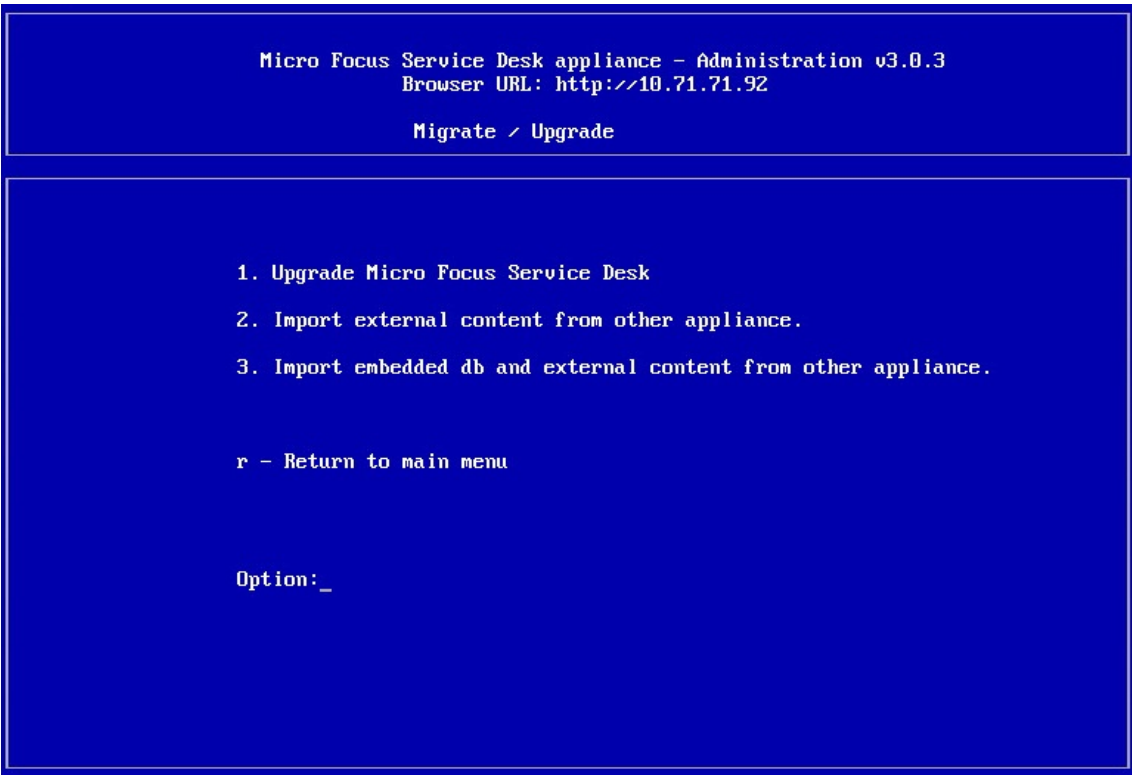 Micro Focus Service Desk appliance - Administration v3.0.3
Browser URL: http://10.71.71.92
Migrate / Upgrade
1. Upgrade Micro Focus Service Desk
2. Import external content from other appliance.
3. Import embedded db and external content from other appliance.
r - Return to main menu
Option:_